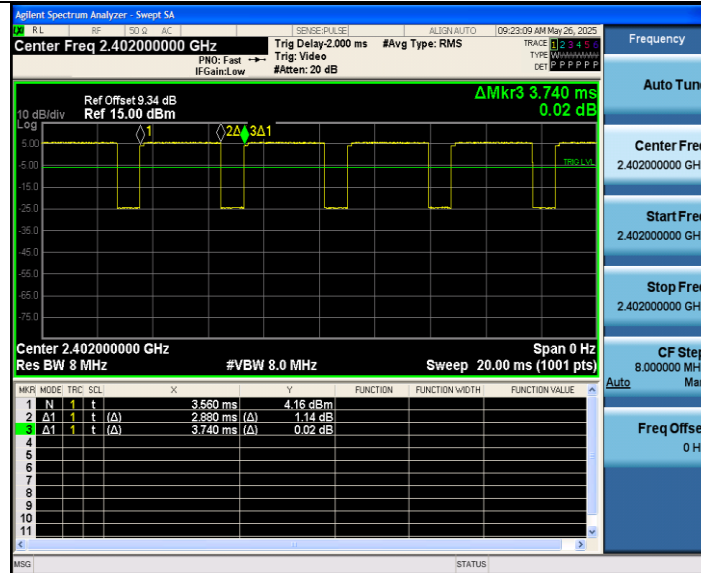 Agilent Spectrum Analyzer - Swept SA
LXI RL RF 50 Ω AC SENSE:PULSE ALIGN AUTO 09:23:09 AM May 26, 2025
Center Freq 2.402000000 GHz
Trig Delay-2.000 ms #Avg Type: RMS TRACE 1 2 3 4 5 6
PNO: Fast Trig: Video TYPE
IFGain:Low #Atten: 20 dB DET P P P P P P
Ref Offset 9.34 dB ΔMkr3 3.740 ms
10 dB/div Ref 15.00 dBm 0.02 dB
Log
1 2Δ 3Δ1
5.00
TRIG LVL
-5.00
-15.0
-25.0
-35.0
-45.0
-55.0
-65.0
-75.0
Center 2.402000000 GHz Span 0 Hz
Res BW 8 MHz #VBW 8.0 MHz Sweep 20.00 ms (1001 pts)
MKR MODE TRC SCL X Y FUNCTION FUNCTION WIDTH FUNCTION VALUE
1 N 1 t 3.560 ms 4.16 dBm
2 Δ1 1 t (Δ) 2.880 ms (Δ) 1.14 dB
3 Δ1 1 t (Δ) 3.740 ms (Δ) 0.02 dB
4
5
6
7
8
9
10
11
MSG STATUS
Frequency
Auto Tun
Center Fre
2.402000000 GH
Start Fre
2.402000000 GH
Stop Fre
2.402000000 GH
CF Step
8.000000 MH
Auto Ma
Freq Offse
0 H